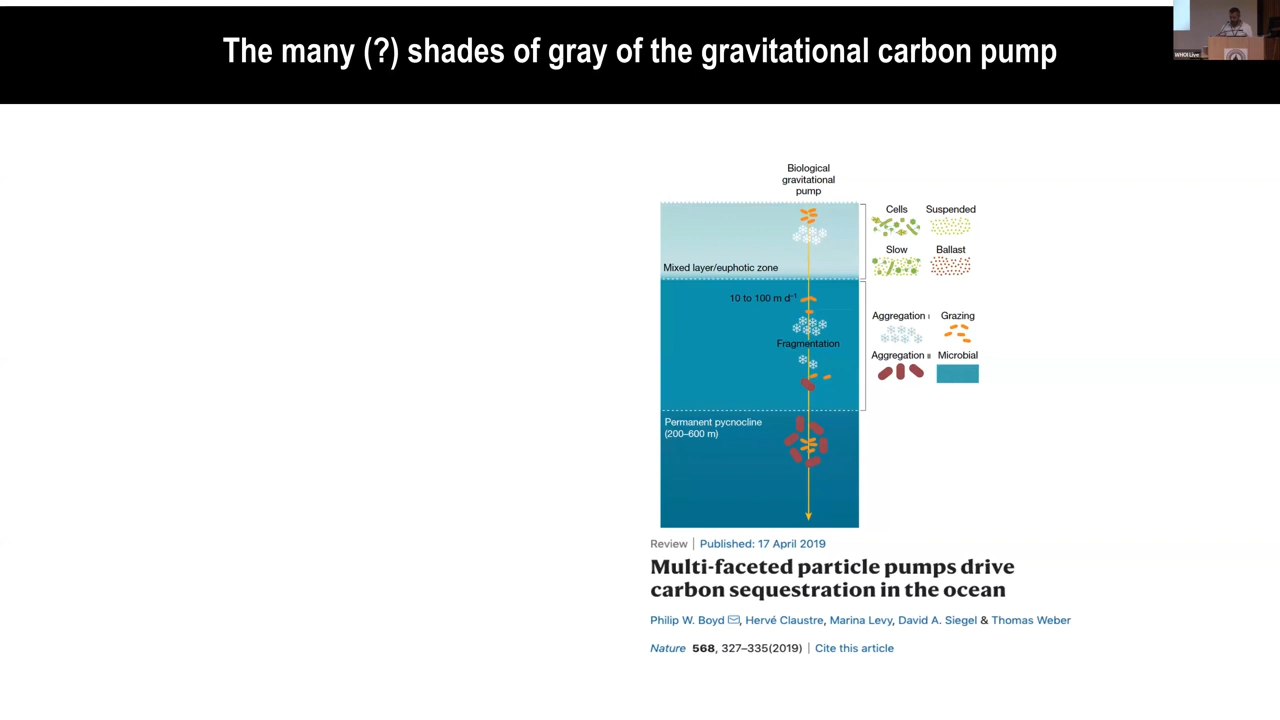 The many (?) shades of gray of the gravitational carbon pump
WHOI Live
Biological
gravitational
pump
Cells Suspended
Slow Ballast
Mixed layer/euphotic zone
10 to 100 m d⁻¹
Aggregation I Grazing
Fragmentation
Aggregation II Microbial
Permanent pycnocline
(200–600 m)
Review | Published: 17 April 2019
Multi-faceted particle pumps drive
carbon sequestration in the ocean
Philip W. Boyd, Hervé Claustre, Marina Levy, David A. Siegel & Thomas Weber
Nature 568, 327–335(2019) | Cite this article